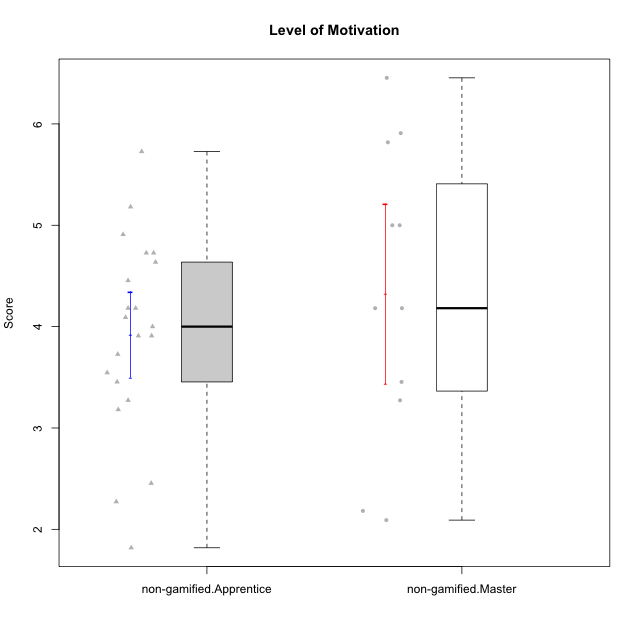 Level of Motivation
Score
6
5
4
3
2
non-gamified.Apprentice
non-gamified.Master